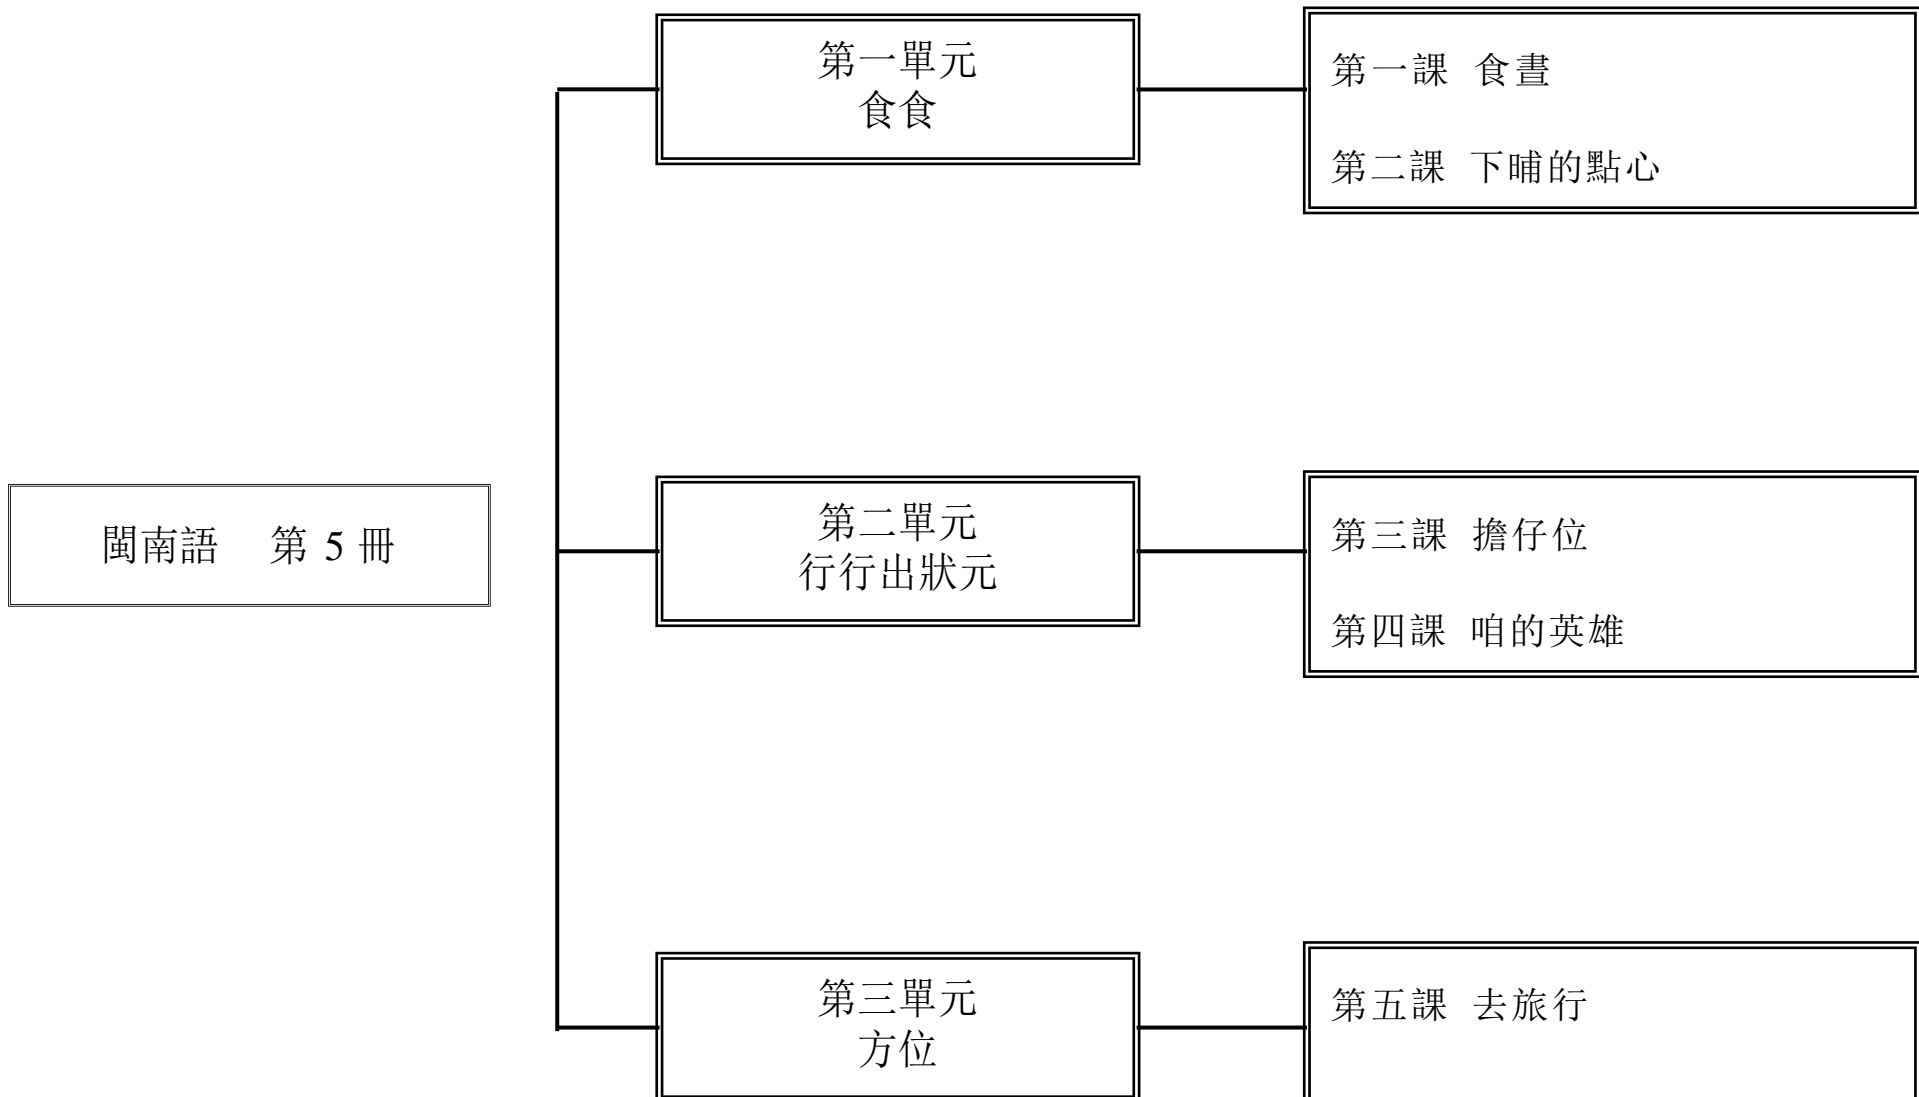 閩南語 第 5 冊
第一單元
食食
第一課 食晝
第二課 下晡的點心
第二單元
行行出狀元
第三課 擔仔位
第四課 咱的英雄
第三單元
方位
第五課 去旅行